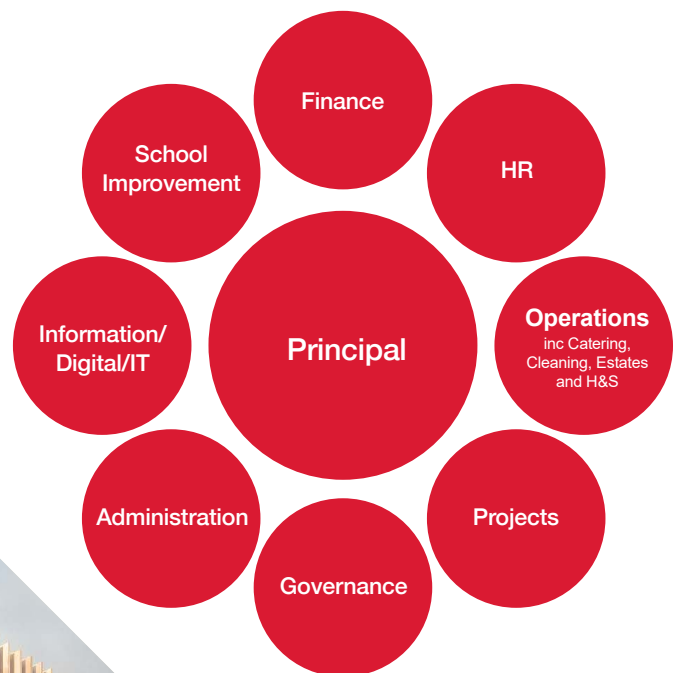 Finance
School
Improvement
HR
Information/
Digital/IT
Principal
Operations
inc Catering,
Cleaning, Estates
and H&S
Administration
Projects
Governance